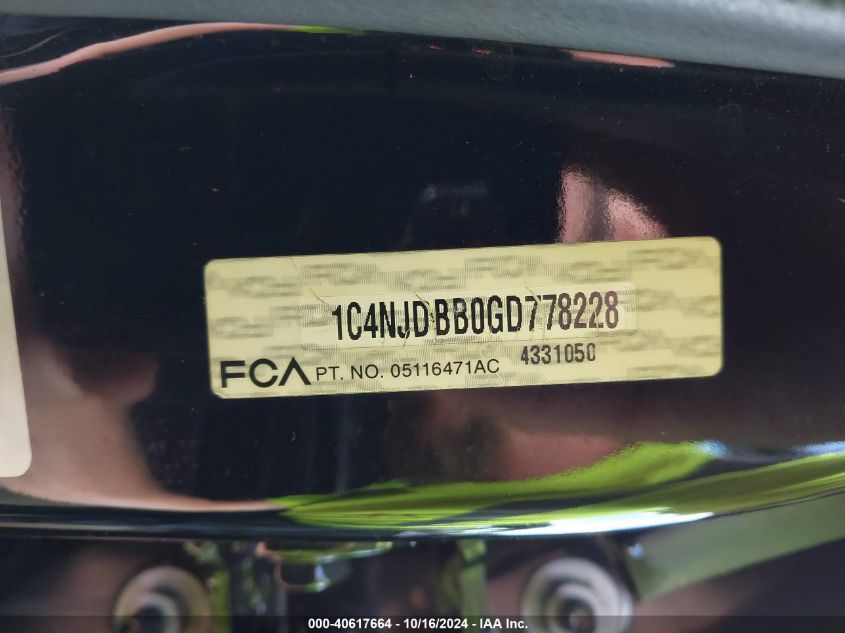 1C4NJDBB0GD778228
FCA PT. NO. 05116471AC 4331050
000-40617664 - 10/16/2024 - IAA Inc.